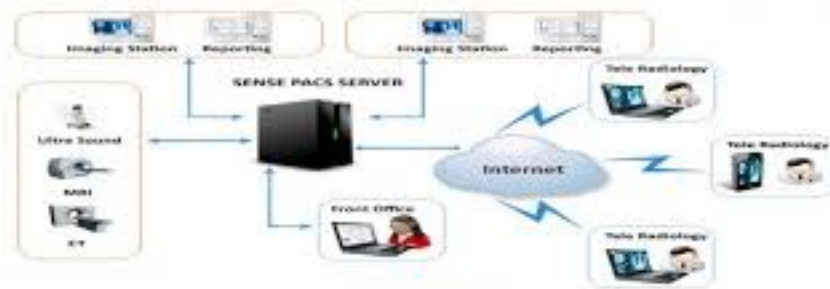 Imaging Station Reporting
Imaging Station Reporting
SENSE PACS SERVER
Tele Radiology
Ultra Sound
Tele Radiology
Internet
MRI
Front Office
CT
Tele Radiology